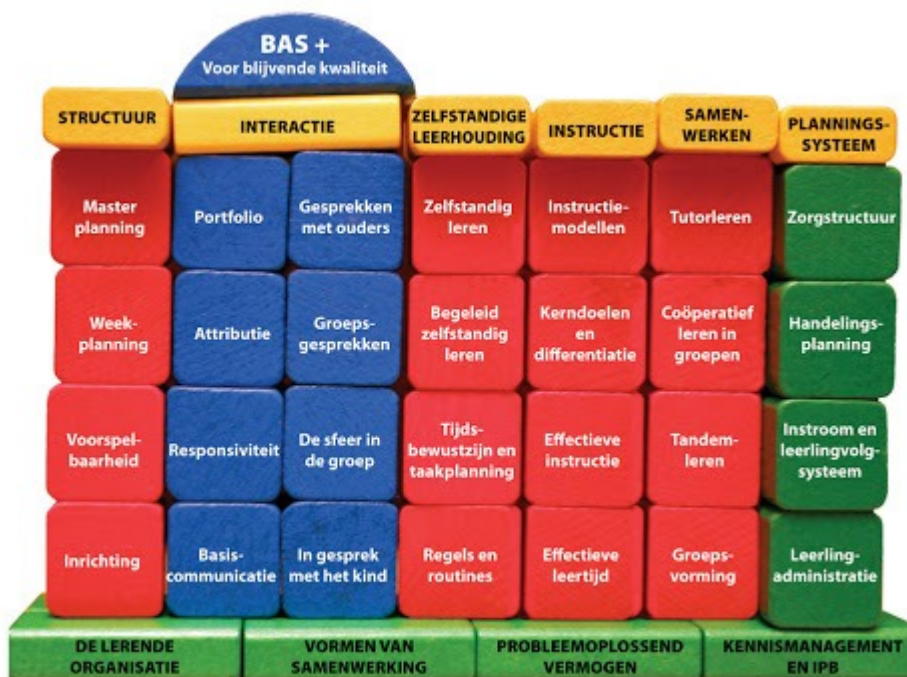 BAS +
Voor blijvende kwaliteit
STRUCTUUR
INTERACTIE
ZELFSTANDIGE
LEERHOUDING
INSTRUCTIE
SAMEN-
WERKEN
PLANNINGS-
SYSTEEM
Master
planning
Portfolio
Gesprekken
met ouders
Zelfstandig
leren
Instructie-
modellen
Tutorleren
Zorgstructuur
Week-
planning
Attributie
Groeps-
gesprekken
Begeleid
zelfstandig
leren
Kerndoelen
en
differentiatie
Coöperatief
leren in
groepen
Handelings-
planning
Voorspel-
baarheid
Responsiviteit
De sfeer in
de groep
Tijds-
bewustzijn en
taakplanning
Effectieve
instructie
Tandem-
leren
Instroom en
leerlingvolg-
systeem
Inrichting
Basis-
communicatie
In gesprek
met het kind
Regels en
routines
Effectieve
leertijd
Groeps-
vorming
Leerling-
administratie
DE LERENDE
ORGANISATIE
VORMEN VAN
SAMENWERKING
PROBLEEMOPLOSSEND
VERMOGEN
KENNISMANAGEMENT
EN IPB